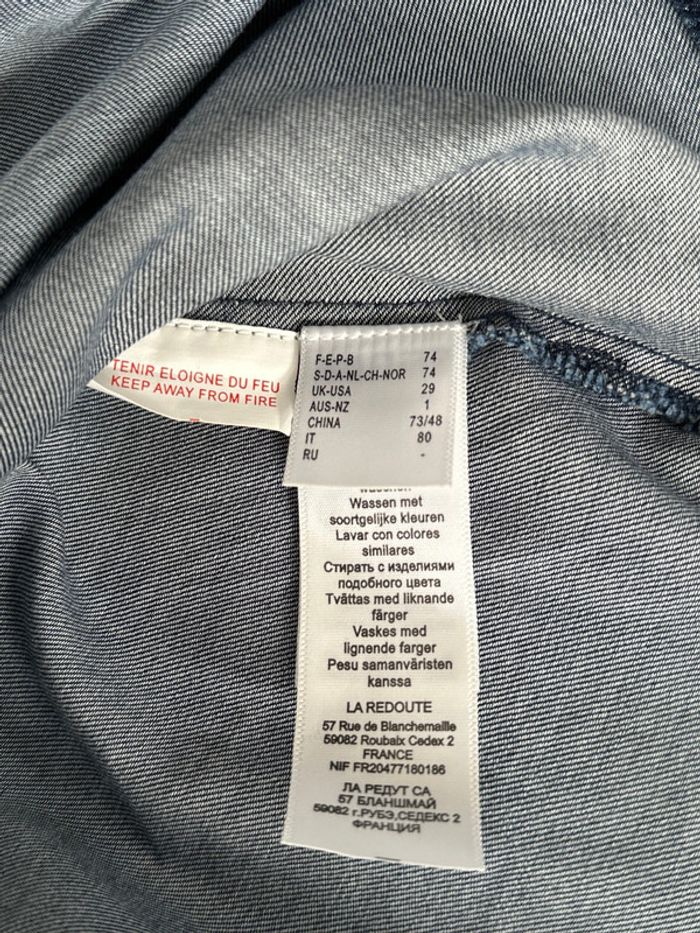 TENIR ELOIGNE DU FEU
KEEP AWAY FROM FIRE
F-E-P-B 74
S-D-A-NL-CH-NOR 74
UK-USA 29
AUS-NZ 1
CHINA 73/48
IT 80
RU -
Wassen met
soortgelijke kleuren
Lavar con colores
similares
Стирать с изделиями
подобного цвета
Tvättas med liknande
färger
Vaskes med
lignende farger
Pesu samanväristen
kanssa
LA REDOUTE
57 Rue de Blanchemaille
59082 Roubaix Cedex 2
FRANCE
NIF FR20477180186
ЛА РЕДУТ СА
57 БЛАНШМАЙ
59082 г.РУБЭ,СЕДЕКС 2
ФРАНЦИЯ